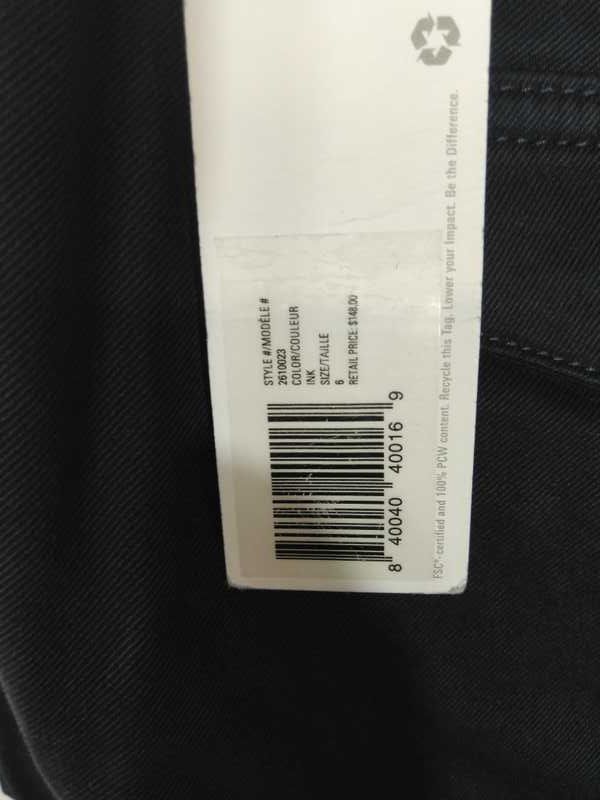 STYLE #/MODÈLE #
2610023
COLOR/COULEUR
INK
SIZE/TAILLE
6
RETAIL PRICE: $148.00
8 40040 40016 9
FSC®-certified and 100% PCW content. Recycle this Tag. Lower your Impact. Be the Difference.